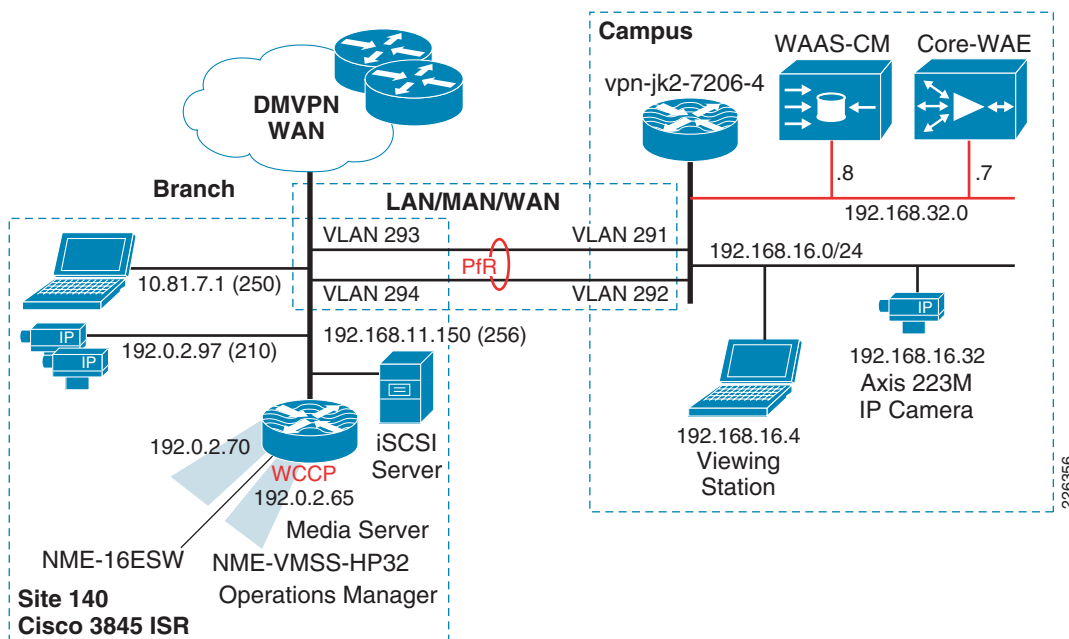 Campus
WAAS-CM
Core-WAE
vpn-jk2-7206-4
DMVPN
WAN
.8
.7
192.168.32.0
Branch
LAN/MAN/WAN
VLAN 293
VLAN 291
PfR
192.168.16.0/24
10.81.7.1 (250)
VLAN 294
VLAN 292
IP
IP
192.0.2.97 (210)
192.168.11.150 (256)
IP
192.168.16.32
Axis 223M
IP Camera
iSCSI
Server
192.168.16.4
Viewing
Station
192.0.2.70
WCCP
192.0.2.65
Media Server
NME-16ESW
NME-VMSS-HP32
Operations Manager
Site 140
Cisco 3845 ISR
226356